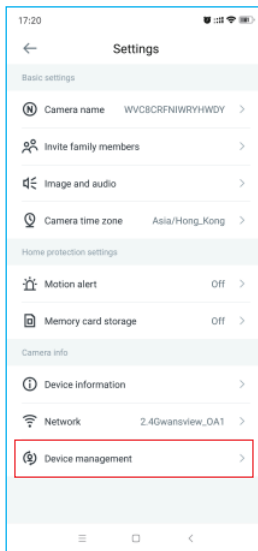 17:20
Settings
Basic settings
Camera name WVC8CRFNIWRYHWDY
Invite family members
Image and audio
Camera time zone Asia/Hong_Kong
Home protection settings
Motion alert Off
Memory card storage Off
Camera info
Device information
Network 2.4Gwansview_OA1
Device management